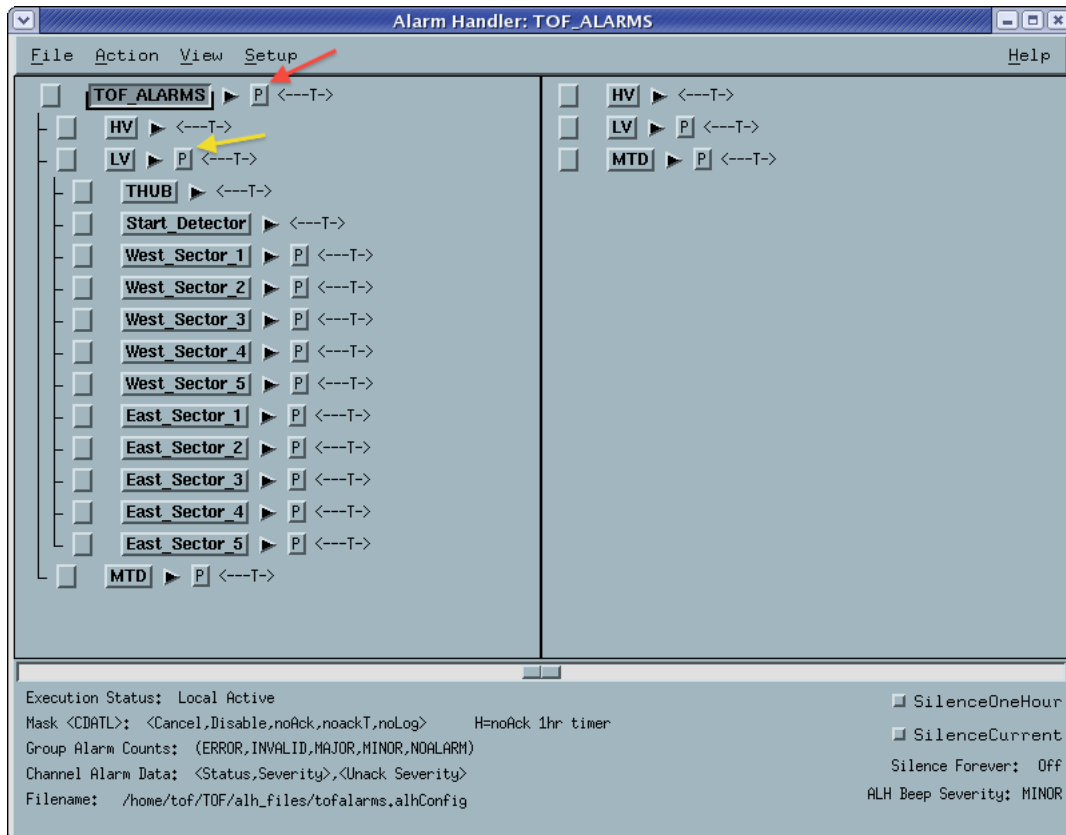 Alarm Handler: TOF_ALARMS
File Action View Setup Help
TOF_ALARMS P <---T->
HV <---T->
LV P <---T->
THUB <---T->
Start_Detector <---T->
West_Sector_1 P <---T->
West_Sector_2 P <---T->
West_Sector_3 P <---T->
West_Sector_4 P <---T->
West_Sector_5 P <---T->
East_Sector_1 P <---T->
East_Sector_2 P <---T->
East_Sector_3 P <---T->
East_Sector_4 P <---T->
East_Sector_5 P <---T->
MTD P <---T->
HV <---T->
LV P <---T->
MTD P <---T->
Execution Status: Local Active
Mask <CDATL>: <Cancel,Disable,noAck,noackT,noLog> H=noAck 1hr timer
Group Alarm Counts: (ERROR,INVALID,MAJOR,MINOR,NOALARM)
Channel Alarm Data: <Status,Severity>,<Unack Severity>
Filename: /home/tof/TOF/alh_files/tofalarms.alhConfig
SilenceOneHour
SilenceCurrent
Silence Forever: Off
ALH Beep Severity: MINOR